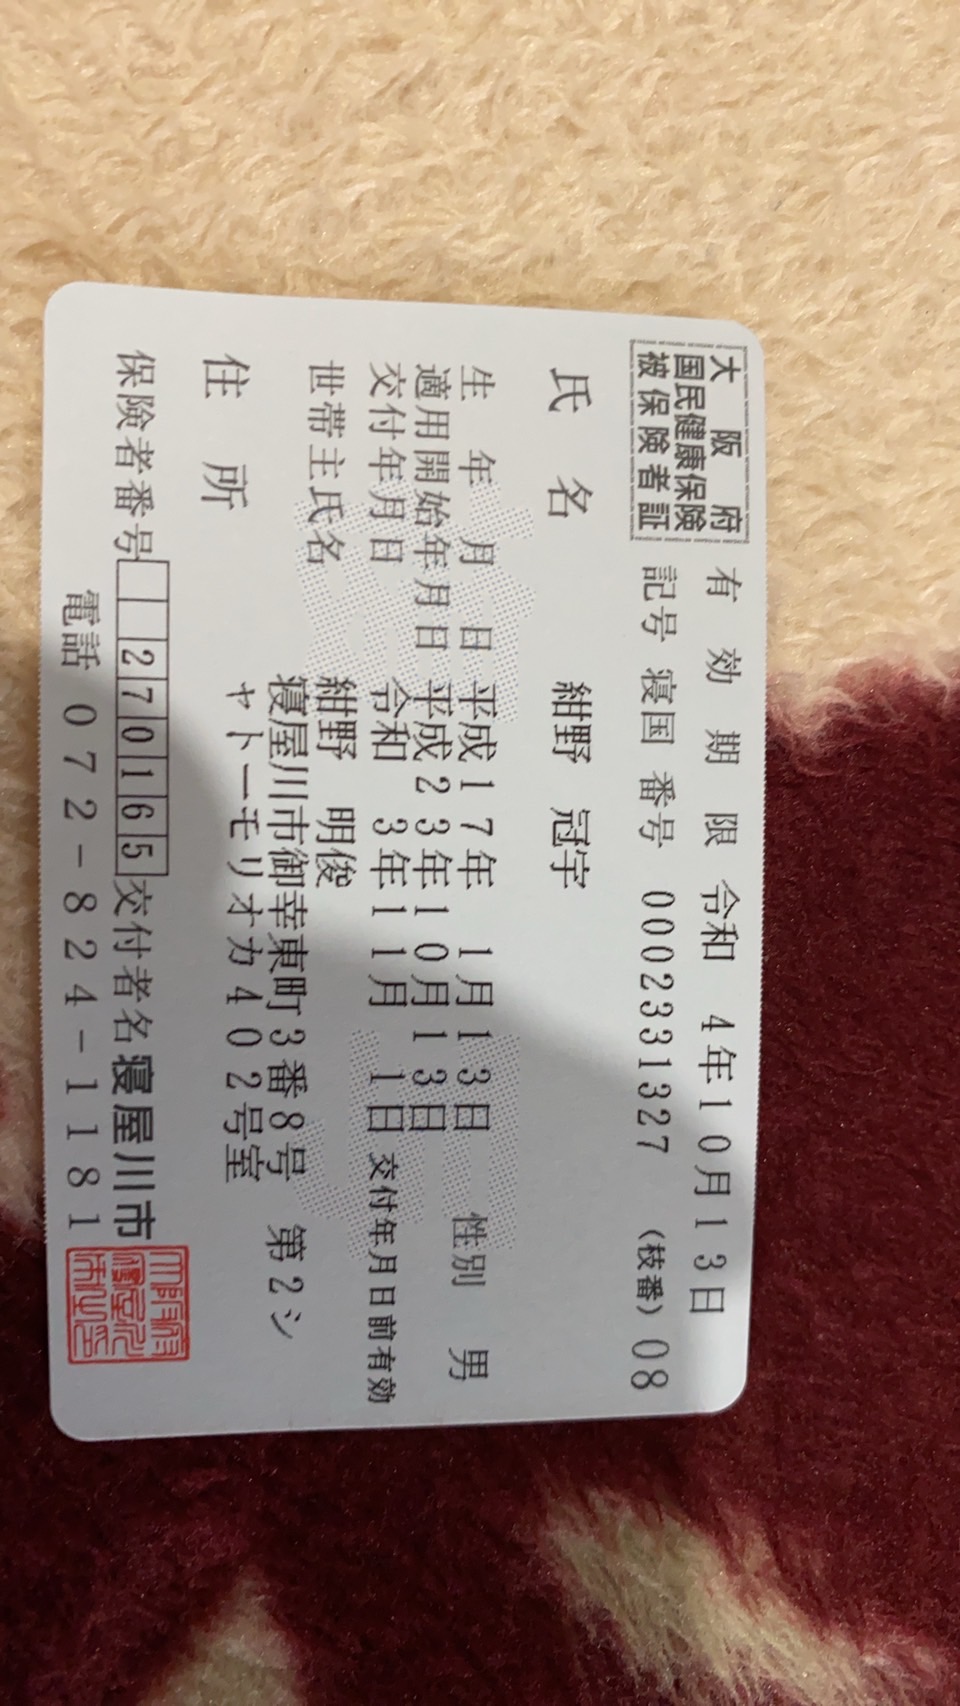 大阪府
国民健康保険
被保険者証
有効期限 令和 4年10月13日
記号 寝国 番号 0002331327 (枝番) 08
氏名 紺野 冠宇
生年月日 平成17年 1月13日 性別 男
適用開始年月日 平成23年10月13日
交付年月日 令和 3年11月 1日 交付年月日前有効
世帯主氏名 紺野 明俊
住所 寝屋川市御幸東町3番8号 第2シ
ャトーモリオカ402号室
保険者番号 270165 交付者名 寝屋川市
電話 072-824-1181